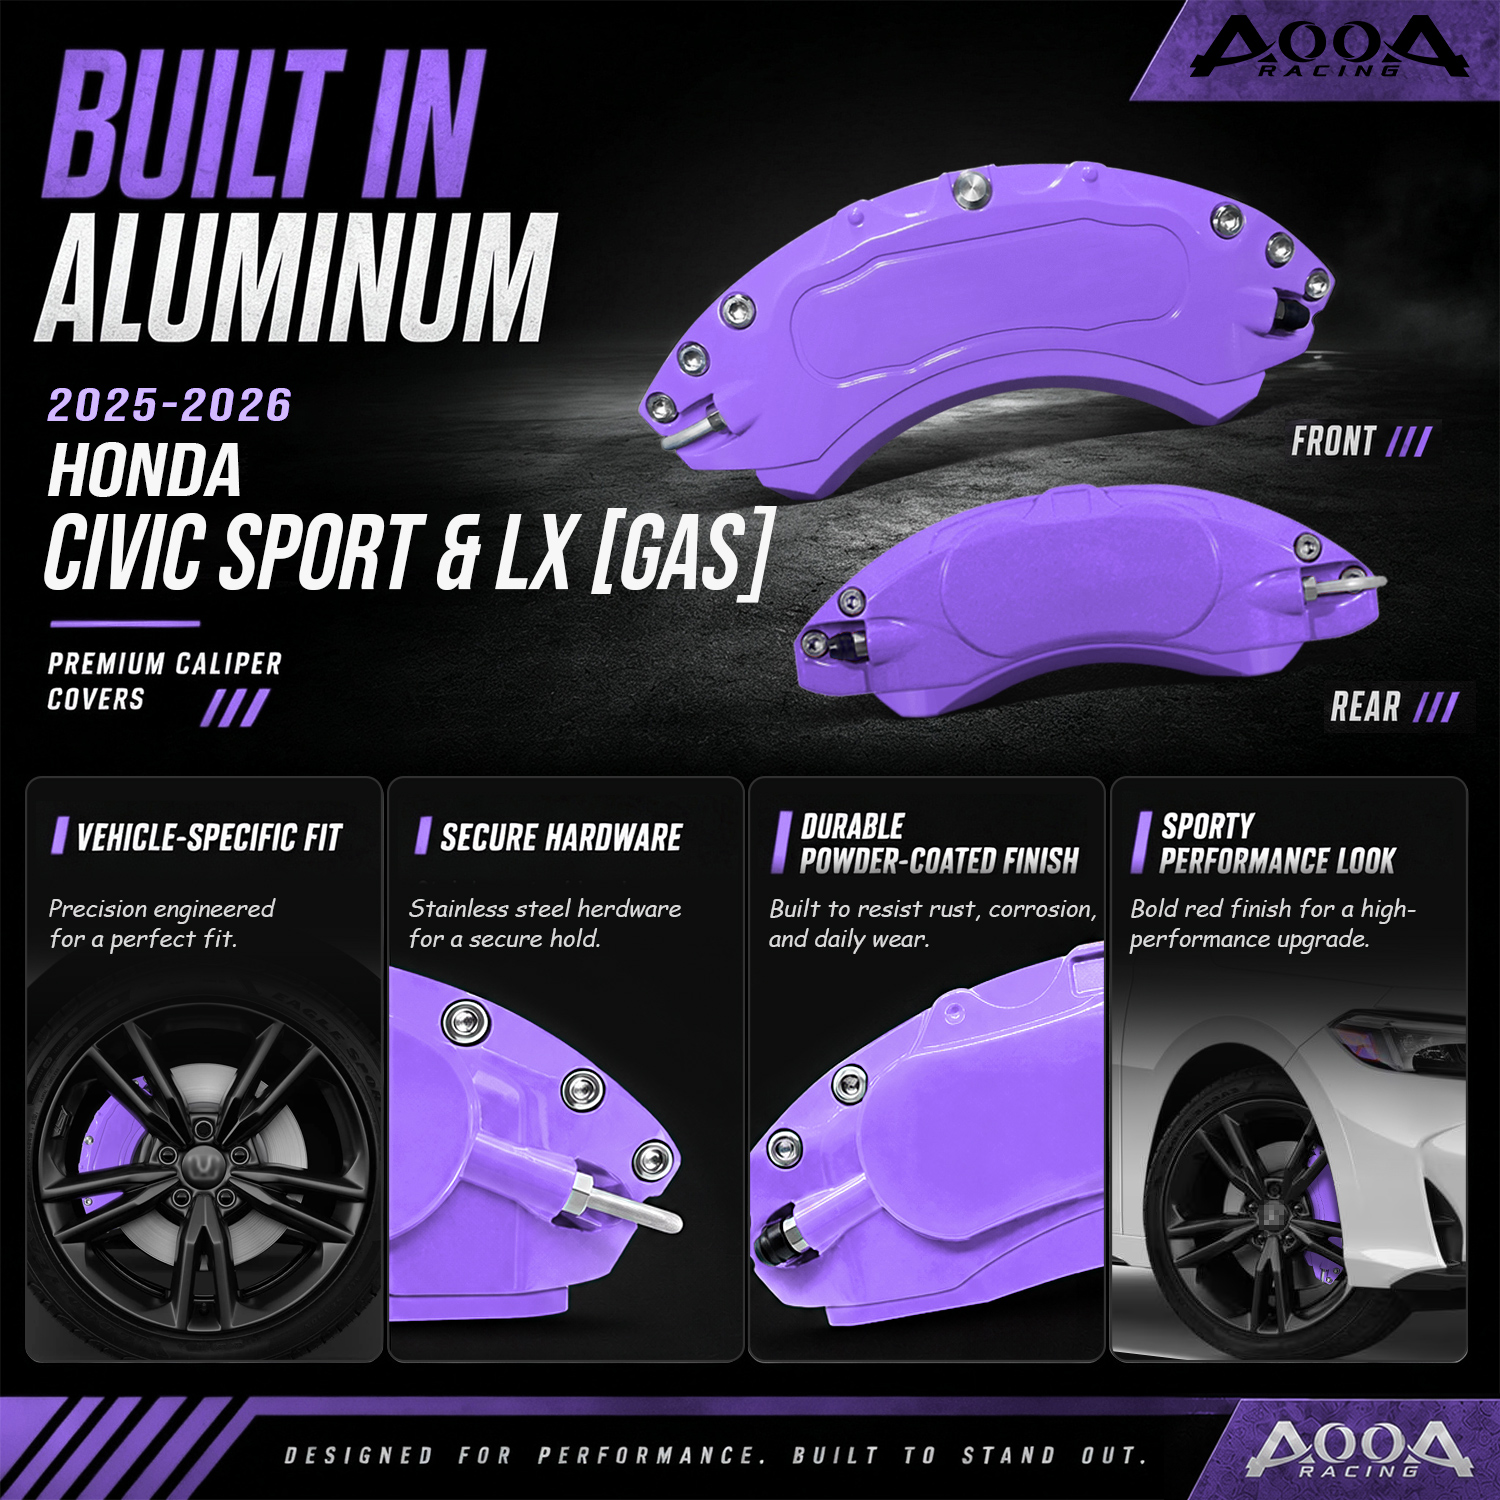 AOOA
RACING
BUILT IN
ALUMINUM
2025-2026
HONDA
CIVIC SPORT & LX [GAS]
PREMIUM CALIPER
COVERS
FRONT
REAR
VEHICLE-SPECIFIC FIT
Precision engineered
for a perfect fit.
SECURE HARDWARE
Stainless steel herdware
for a secure hold.
DURABLE
POWDER-COATED FINISH
Built to resist rust, corrosion,
and daily wear.
SPORTY
PERFORMANCE LOOK
Bold red finish for a high-
performance upgrade.
DESIGNED FOR PERFORMANCE. BUILT TO STAND OUT.
AOOA
RACING